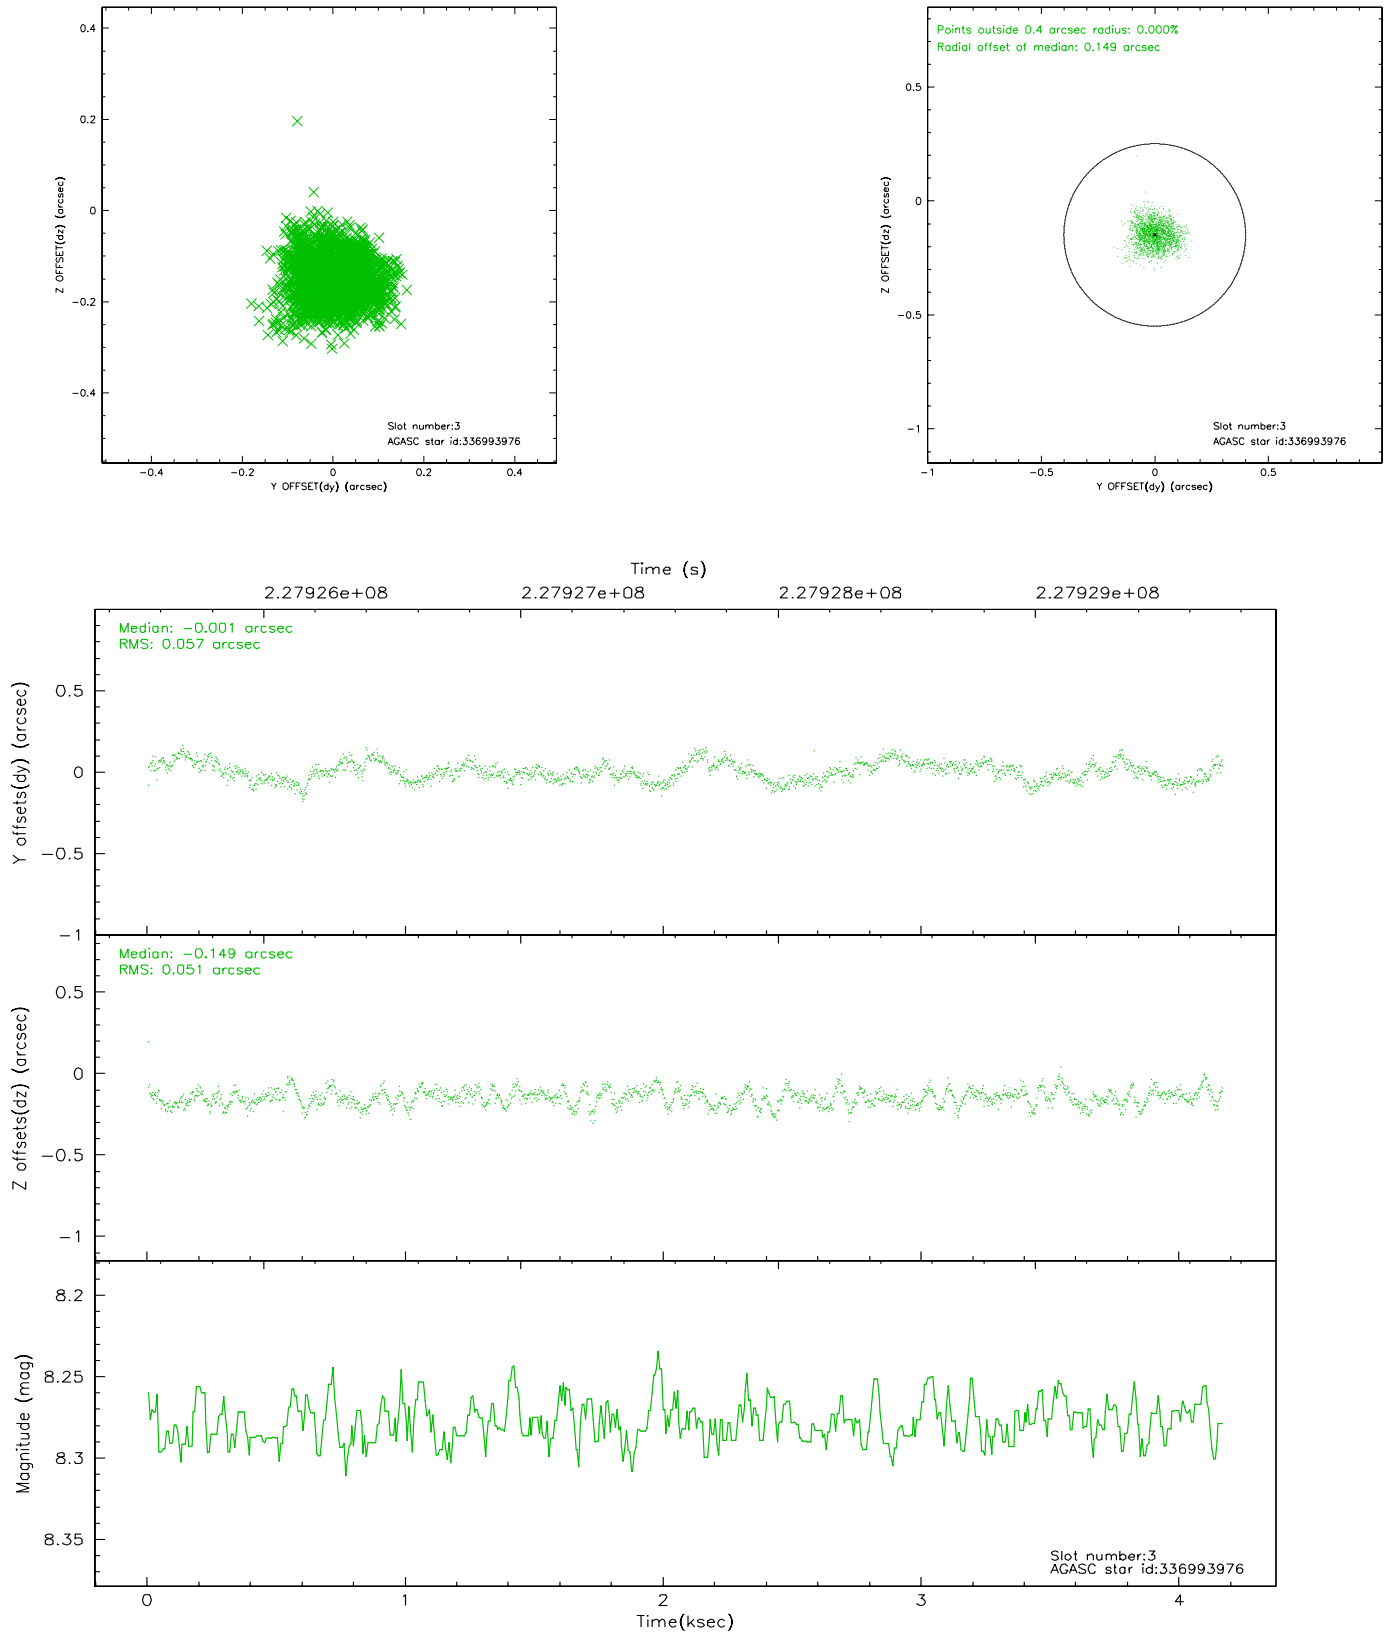 0.4
0.2
0
−0.2
−0.4
Z OFFSET(dz) (arcsec)
−0.4
−0.2
0
0.2
0.4
Y OFFSET(dy) (arcsec)
Slot number:3
AGASC star id:336993976
Points outside 0.4 arcsec radius: 0.000%
Radial offset of median: 0.149 arcsec
0.5
0
−0.5
−1
Z OFFSET(dz) (arcsec)
−1
−0.5
0
0.5
Y OFFSET(dy) (arcsec)
Slot number:3
AGASC star id:336993976
Time (s)
2.27926e+08
2.27927e+08
2.27928e+08
2.27929e+08
Median: −0.001 arcsec
RMS: 0.057 arcsec
0.5
0
−0.5
−1
Y offsets(dy) (arcsec)
Median: −0.149 arcsec
RMS: 0.051 arcsec
0.5
0
−0.5
−1
Z offsets(dz) (arcsec)
8.2
8.25
8.3
8.35
Magnitude (mag)
Slot number:3
AGASC star id:336993976
0
1
2
3
4
Time(ksec)